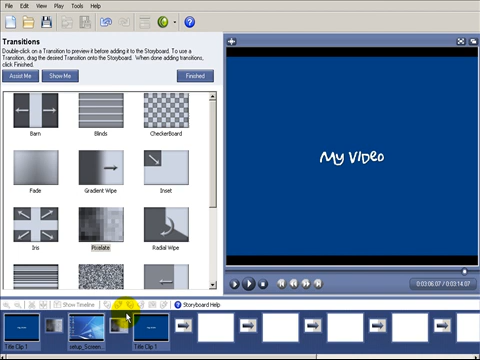 File Edit View Play Tools Help
Transitions
Double-click on a Transition to preview it before adding it to the Storyboard. To use a
Transition, drag the desired Transition onto the Storyboard. When done adding transitions,
click Finished.
Assist Me Show Me Finished
Barn Blinds CheckerBoard
Fade Gradient Wipe Inset
Iris Pixelate Radial Wipe
My Video
0:03:06.07 / 0:03:14.07
Show Timeline
Storyboard Help
Title Clip 1 setup_Screen... Title Clip 1